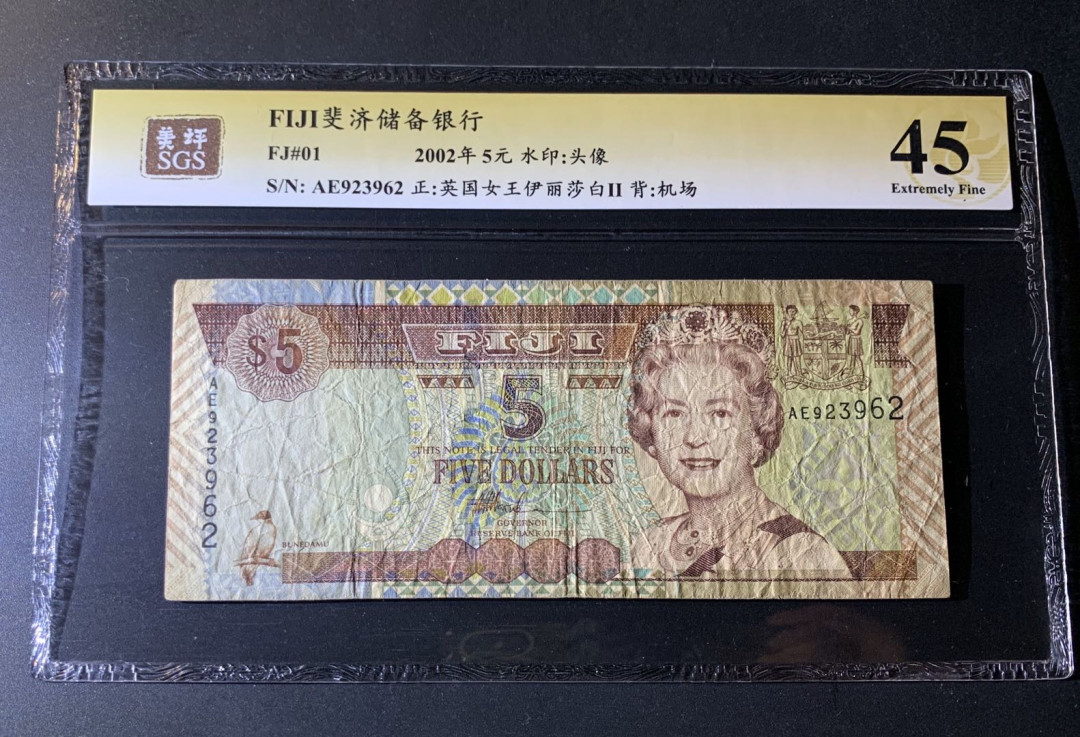 美坪
SGS
FIJI斐济储备银行
FJ#01 2002年 5元 水印:头像
S/N: AE923962 正:英国女王伊丽莎白II 背:机场
45
Extremely Fine
$5
FIJI
5
AE923962
AE923962
THIS NOTE IS LEGAL TENDER IN FIJI FOR
FIVE DOLLARS
GOVERNOR
RESERVE BANK OF FIJI
BUNEDAMU